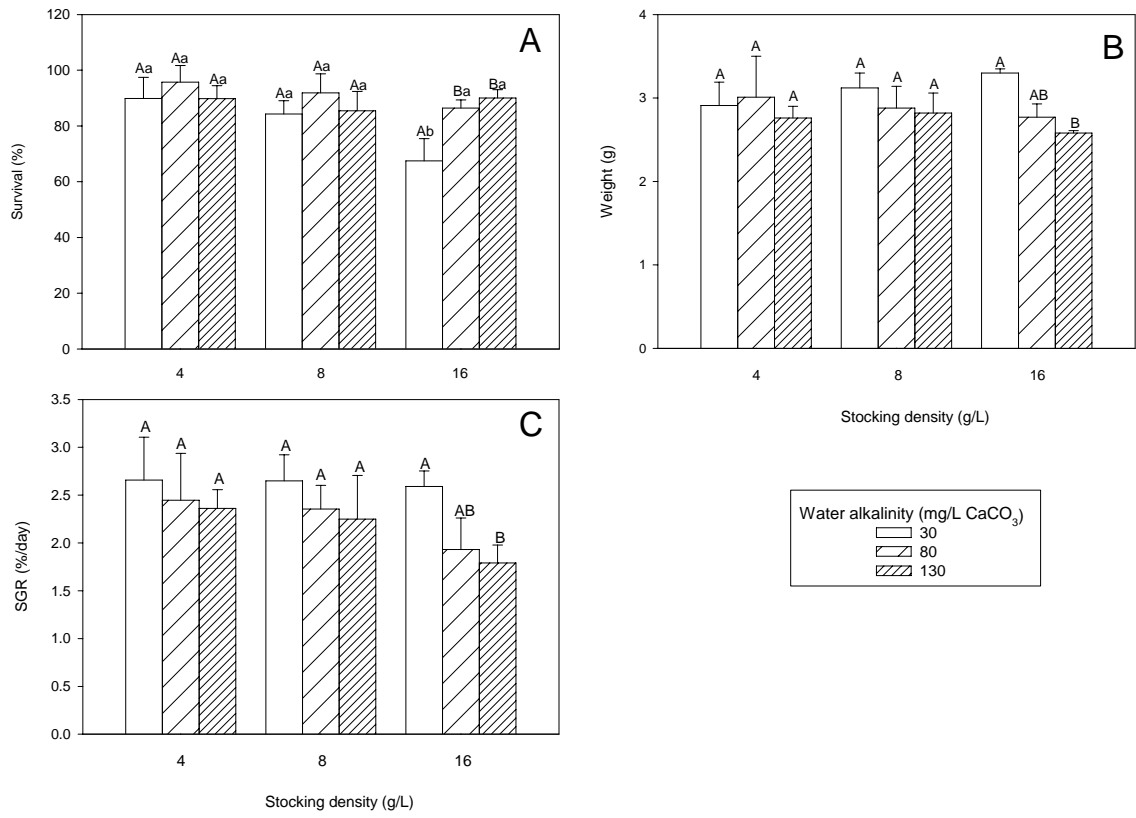 A
Survival (%)
120
100
80
60
40
20
0
Aa Aa Aa Aa Aa Aa Ab Ba Ba
4 8 16
B
Weight (g)
4
3
2
1
0
A A A A A A A AB B
4 8 16
Stocking density (g/L)
C
SGR (%/day)
3.5
3.0
2.5
2.0
1.5
1.0
0.5
0.0
A A A A A A A AB B
4 8 16
Stocking density (g/L)
Water alkalinity (mg/L CaCO₃)
30
80
130